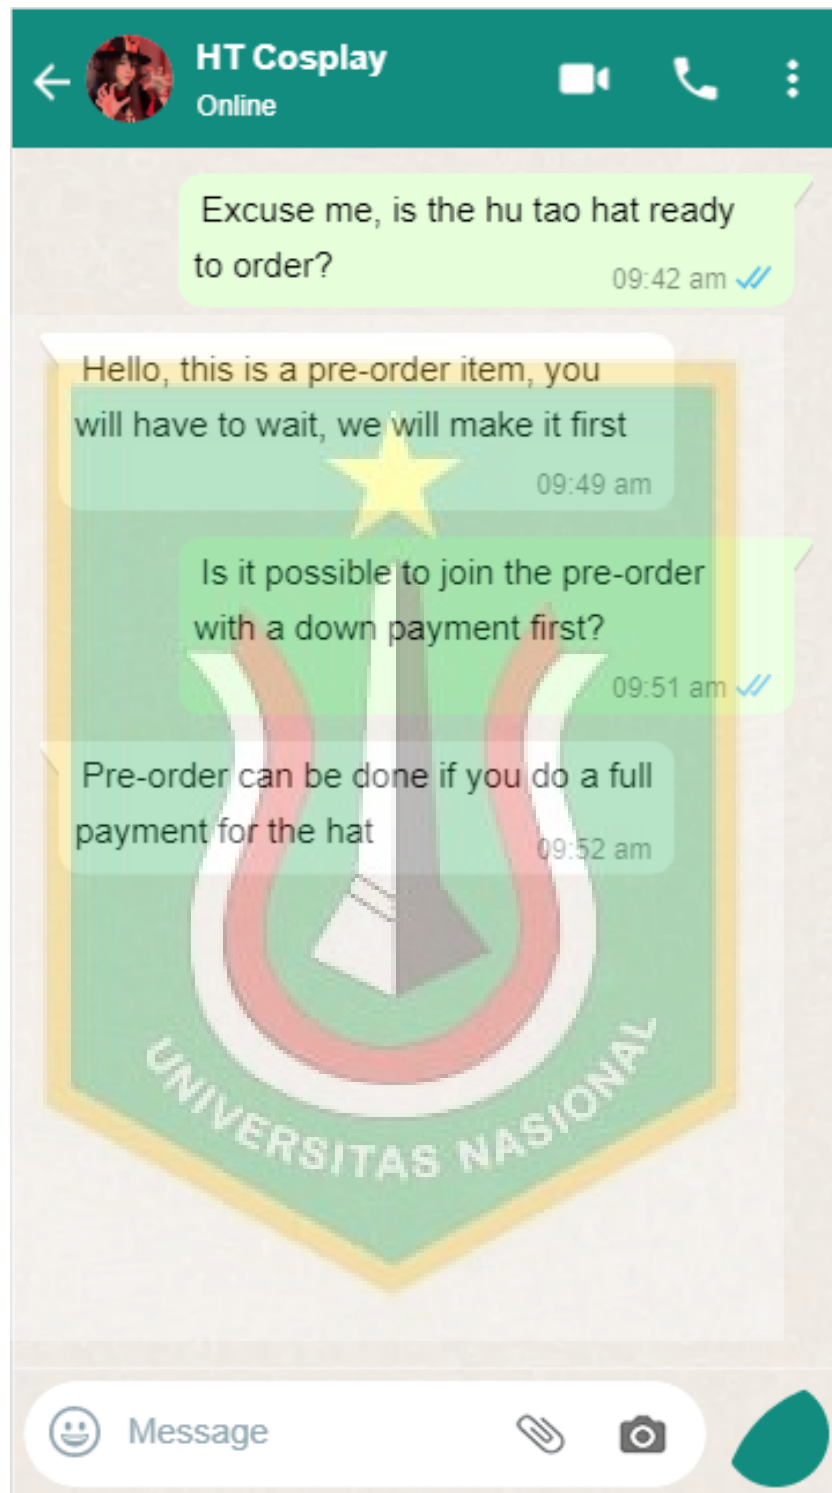 HT Cosplay
Online
Excuse me, is the hu tao hat ready
to order?
09:42 am
Hello, this is a pre-order item, you
will have to wait, we will make it first
09:49 am
Is it possible to join the pre-order
with a down payment first?
09:51 am
Pre-order can be done if you do a full
payment for the hat
09:52 am
UNIVERSITAS NASIONAL
Message